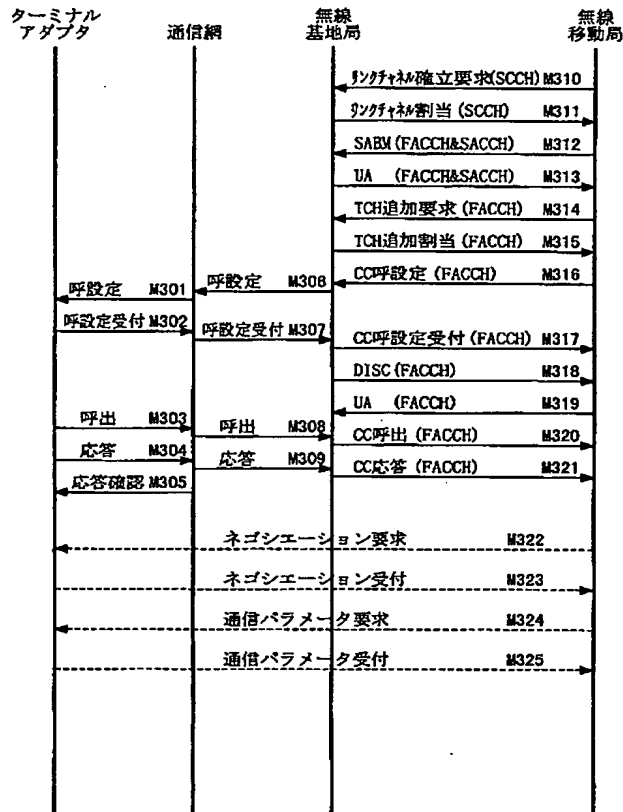 ターミナル
アダプタ
通信網
無線
基地局
無線
移動局
リンクチャネル確立要求(SCCH) M310
リンクチャネル割当 (SCCH) M311
SABM (FACCH&SACCH) M312
UA (FACCH&SACCH) M313
TCH追加要求 (FACCH) M314
TCH追加割当 (FACCH) M315
呼設定 M301
呼設定 M306
CC呼設定 (FACCH) M316
呼設定受付 M302
呼設定受付 M307
CC呼設定受付 (FACCH) M317
DISC (FACCH) M318
UA (FACCH) M319
呼出 M303
呼出 M308
CC呼出 (FACCH) M320
応答 M304
応答 M309
CC応答 (FACCH) M321
応答確認 M305
ネゴシエーション要求 M322
ネゴシエーション受付 M323
通信パラメータ要求 M324
通信パラメータ受付 M325